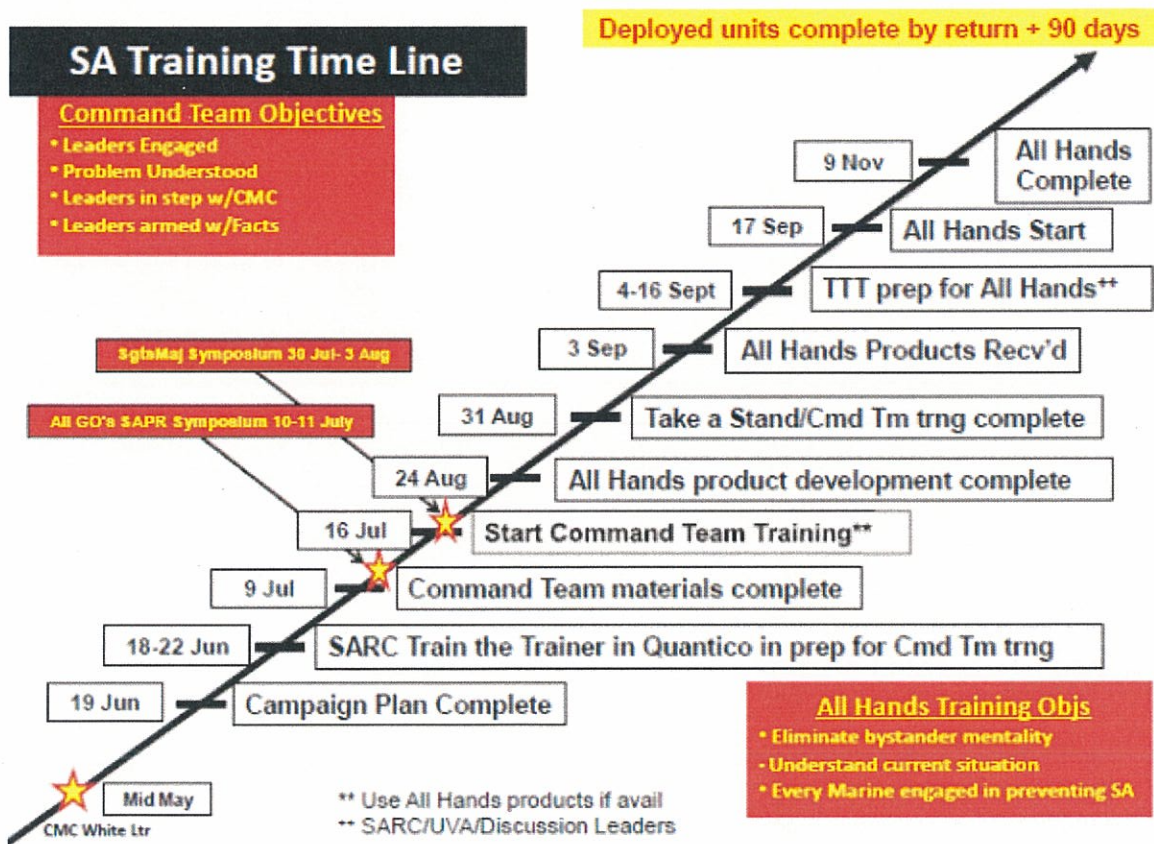 Deployed units complete by return + 90 days
SA Training Time Line
Command Team Objectives
* Leaders Engaged
* Problem Understood
* Leaders in step w/CMC
* Leaders armed w/Facts
9 Nov
All Hands
Complete
17 Sep
All Hands Start
4-16 Sept
TTT prep for All Hands++
3 Sep
All Hands Products Recv'd
SgtsMaj Symposium 30 Jul- 3 Aug
31 Aug
Take a Stand/Cmd Tm trng complete
All GO's SAPR Symposium 10-11 July
24 Aug
All Hands product development complete
16 Jul
Start Command Team Training**
9 Jul
Command Team materials complete
18-22 Jun
SARC Train the Trainer in Quantico in prep for Cmd Tm trng
19 Jun
Campaign Plan Complete
All Hands Training Objs
* Eliminate bystander mentality
- Understand current situation
* Every Marine engaged in preventing SA
Mid May
CMC White Ltr
** Use All Hands products if avail
** SARC/UVA/Discussion Leaders